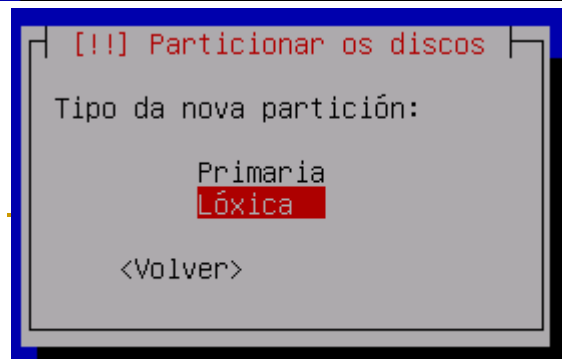 [!!] Particionar os discos
Tipo da nova partición:
Primaria
Lóxica
<Volver>